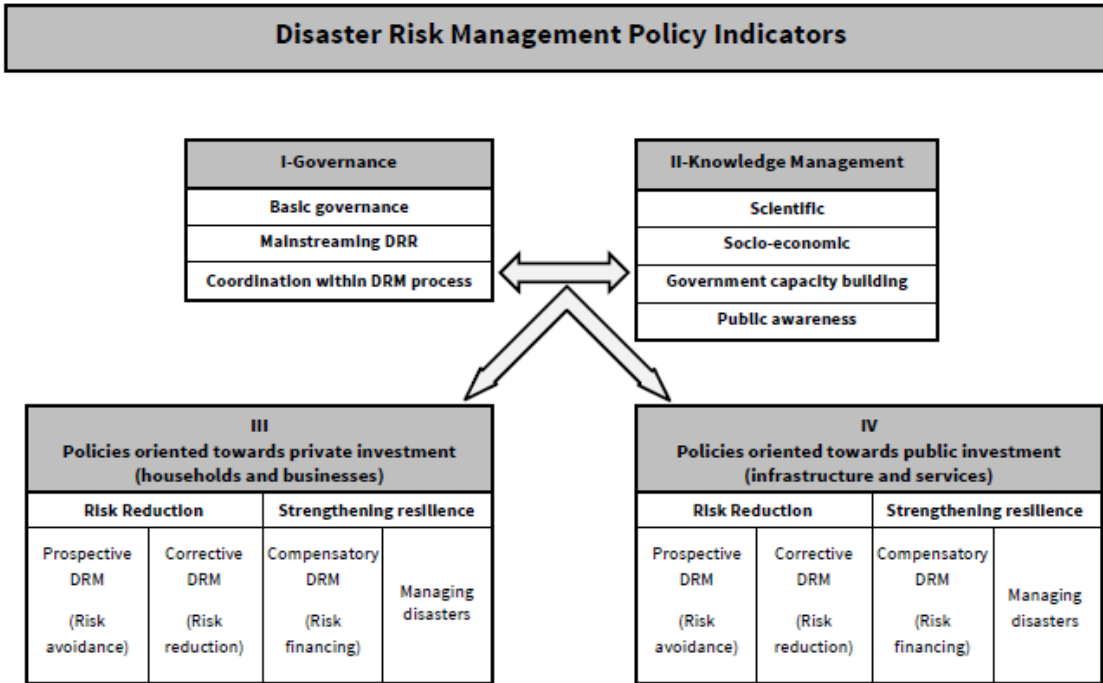 Disaster Risk Management Policy Indicators
I-Governance
Basic governance
Mainstreaming DRR
Coordination within DRM process
II-Knowledge Management
Scientific
Socio-economic
Government capacity building
Public awareness
III
Policies oriented towards private investment
(households and businesses)
Risk Reduction
Strengthening resilience
Prospective
DRM
(Risk
avoidance)
Corrective
DRM
(Risk
reduction)
Compensatory
DRM
(Risk
financing)
Managing
disasters
IV
Policies oriented towards public investment
(infrastructure and services)
Risk Reduction
Strengthening resilience
Prospective
DRM
(Risk
avoidance)
Corrective
DRM
(Risk
reduction)
Compensatory
DRM
(Risk
financing)
Managing
disasters